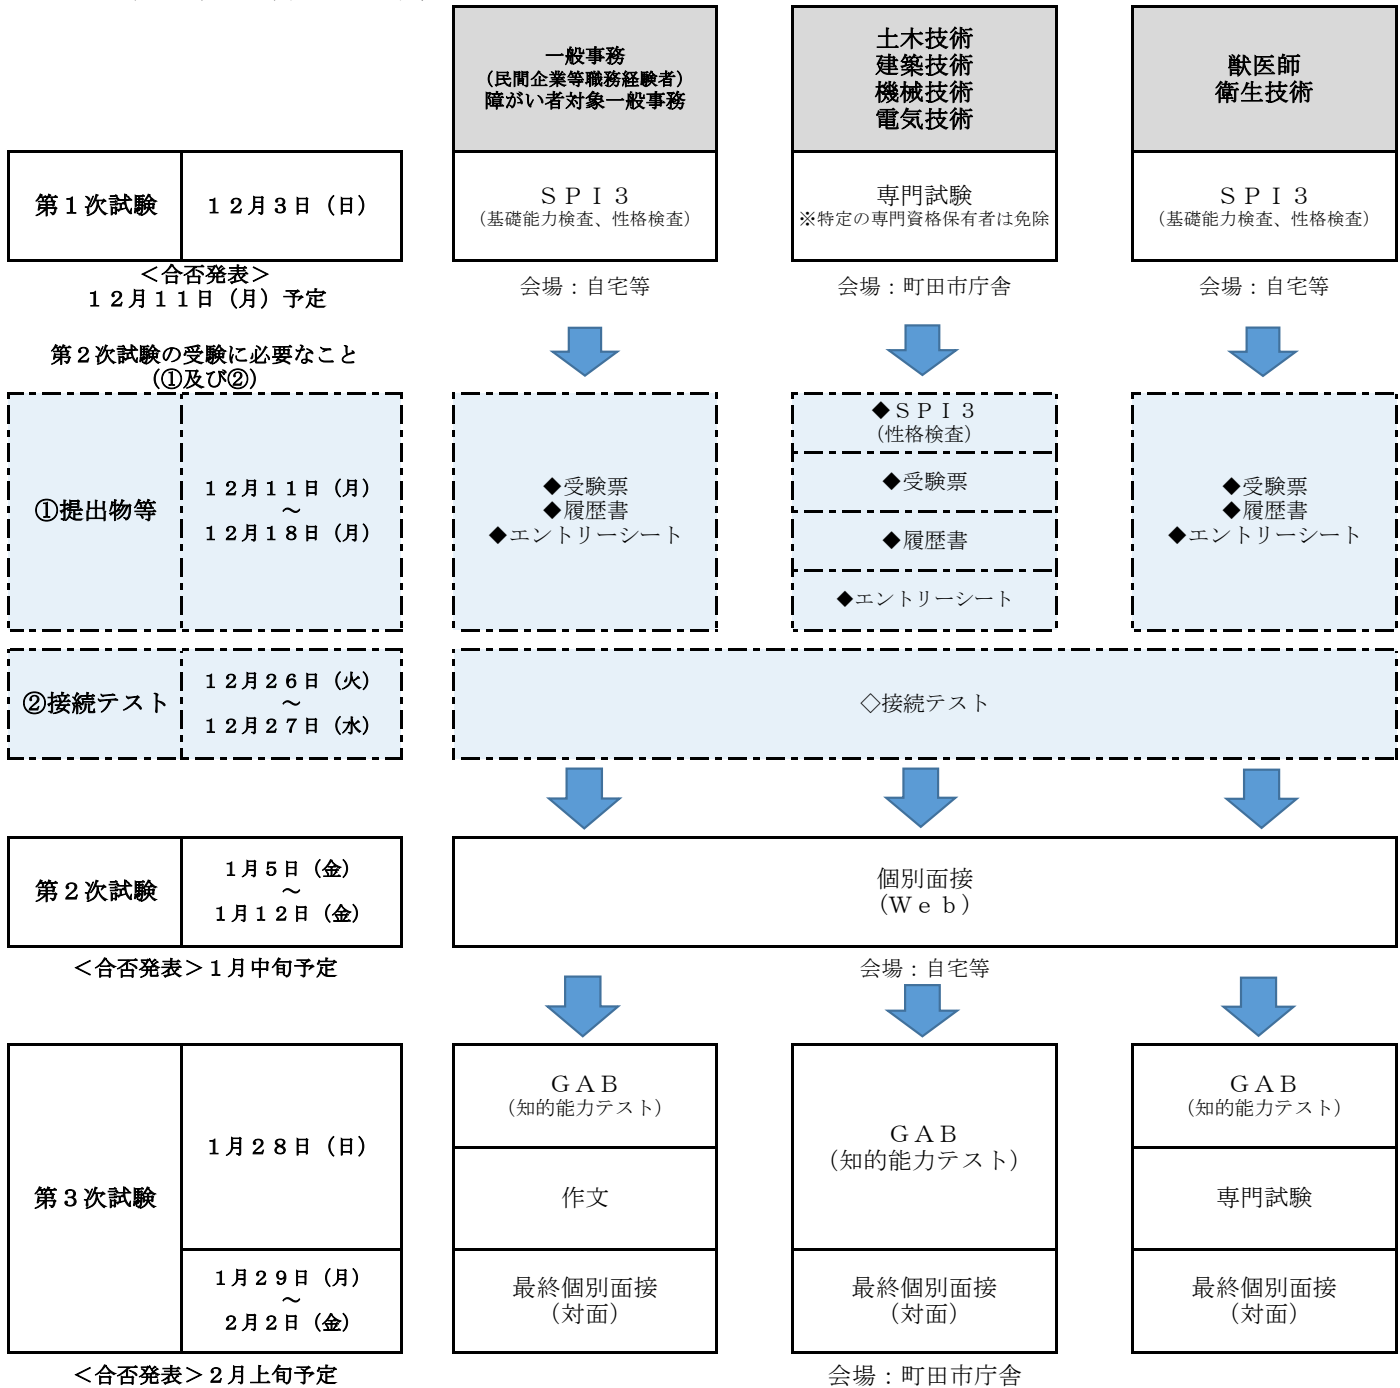 一般事務
（民間企業等職務経験者）
障がい者対象一般事務
土木技術
建築技術
機械技術
電気技術
獣医師
衛生技術
第１次試験
１２月３日（日）
ＳＰＩ３
（基礎能力検査、性格検査）
専門試験
※特定の専門資格保有者は免除
ＳＰＩ３
（基礎能力検査、性格検査）
＜合否発表＞
１２月１１日（月）予定
会場：自宅等
会場：町田市庁舎
会場：自宅等
第２次試験の受験に必要なこと
（①及び②）
①提出物等
１２月１１日（月）
～
１２月１８日（月）
◆受験票
◆履歴書
◆エントリーシート
◆ＳＰＩ３
（性格検査）
◆受験票
◆履歴書
◆エントリーシート
◆受験票
◆履歴書
◆エントリーシート
②接続テスト
１２月２６日（火）
～
１２月２７日（水）
◇接続テスト
第２次試験
１月５日（金）
～
１月１２日（金）
個別面接
（Ｗｅｂ）
＜合否発表＞１月中旬予定
会場：自宅等
第３次試験
１月２８日（日）
ＧＡＢ
（知的能力テスト）
作文
ＧＡＢ
（知的能力テスト）
ＧＡＢ
（知的能力テスト）
専門試験
１月２９日（月）
～
２月２日（金）
最終個別面接
（対面）
最終個別面接
（対面）
最終個別面接
（対面）
＜合否発表＞２月上旬予定
会場：町田市庁舎